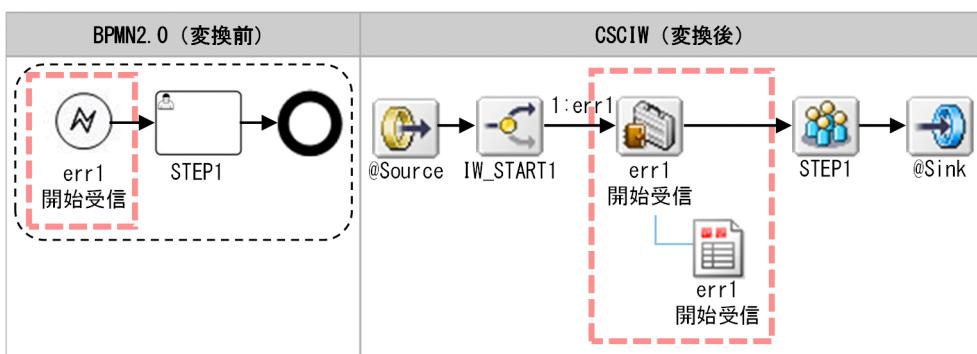 BPMN2.0（変換前）
CSCIW（変換後）
err1
開始受信
STEP1
@Source
IW_START1
1:err1
err1
開始受信
STEP1
@Sink
err1
開始受信